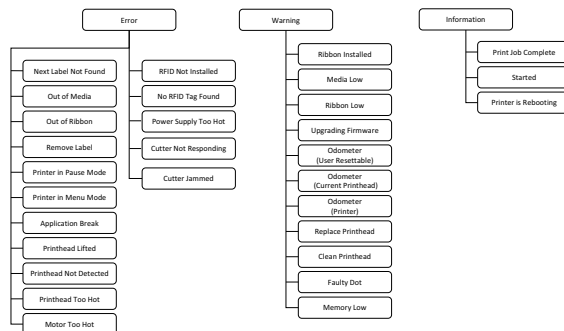 Error
Next Label Not Found
Out of Media
Out of Ribbon
Remove Label
Printer in Pause Mode
Printer in Menu Mode
Application Break
Printhead Lifted
Printhead Not Detected
Printhead Too Hot
Motor Too Hot
RFID Not Installed
No RFID Tag Found
Power Supply Too Hot
Cutter Not Responding
Cutter Jammed
Warning
Ribbon Installed
Media Low
Ribbon Low
Upgrading Firmware
Odometer
(User Resettable)
Odometer
(Current Printhead)
Odometer
(Printer)
Replace Printhead
Clean Printhead
Faulty Dot
Memory Low
Information
Print Job Complete
Started
Printer is Rebooting